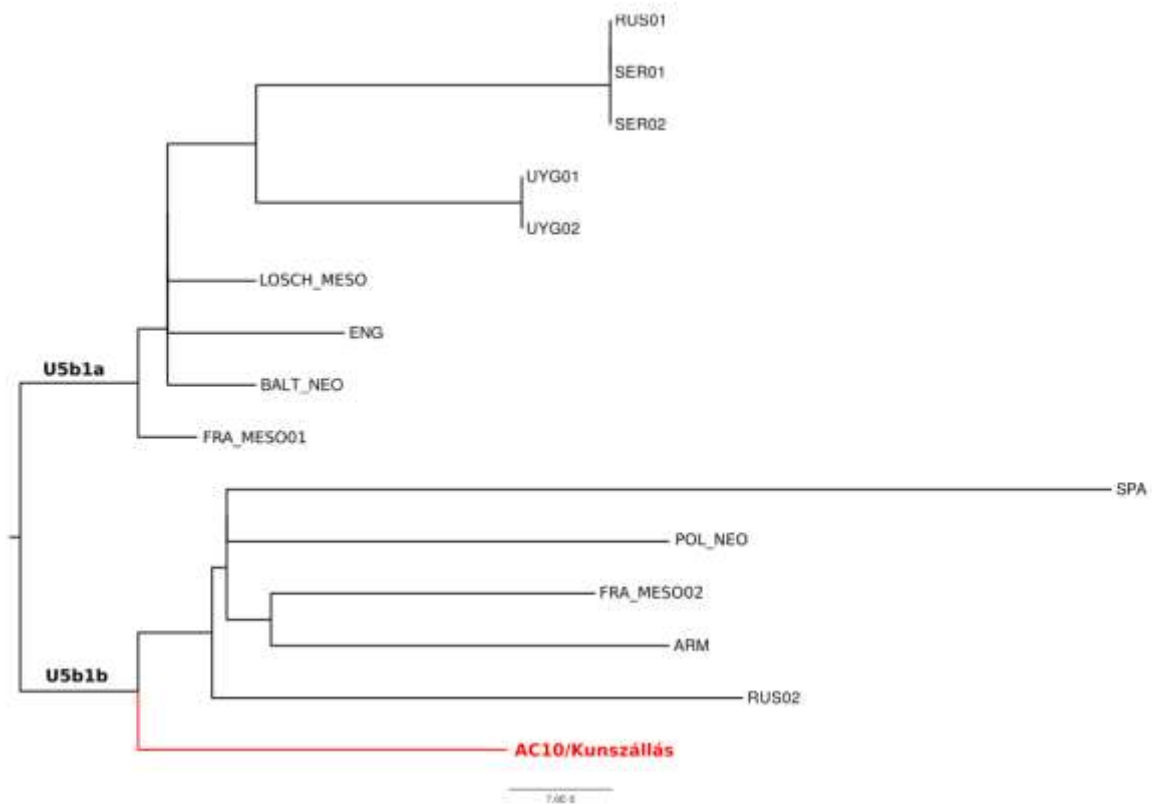 RUS01
SER01
SER02
UYG01
UYG02
LOSCH_MESO
ENG
U5b1a
BALT_NEO
FRA_MESO01
SPA
POL_NEO
FRA_MESO02
ARM
U5b1b
RUS02
AC10/Kunszállás